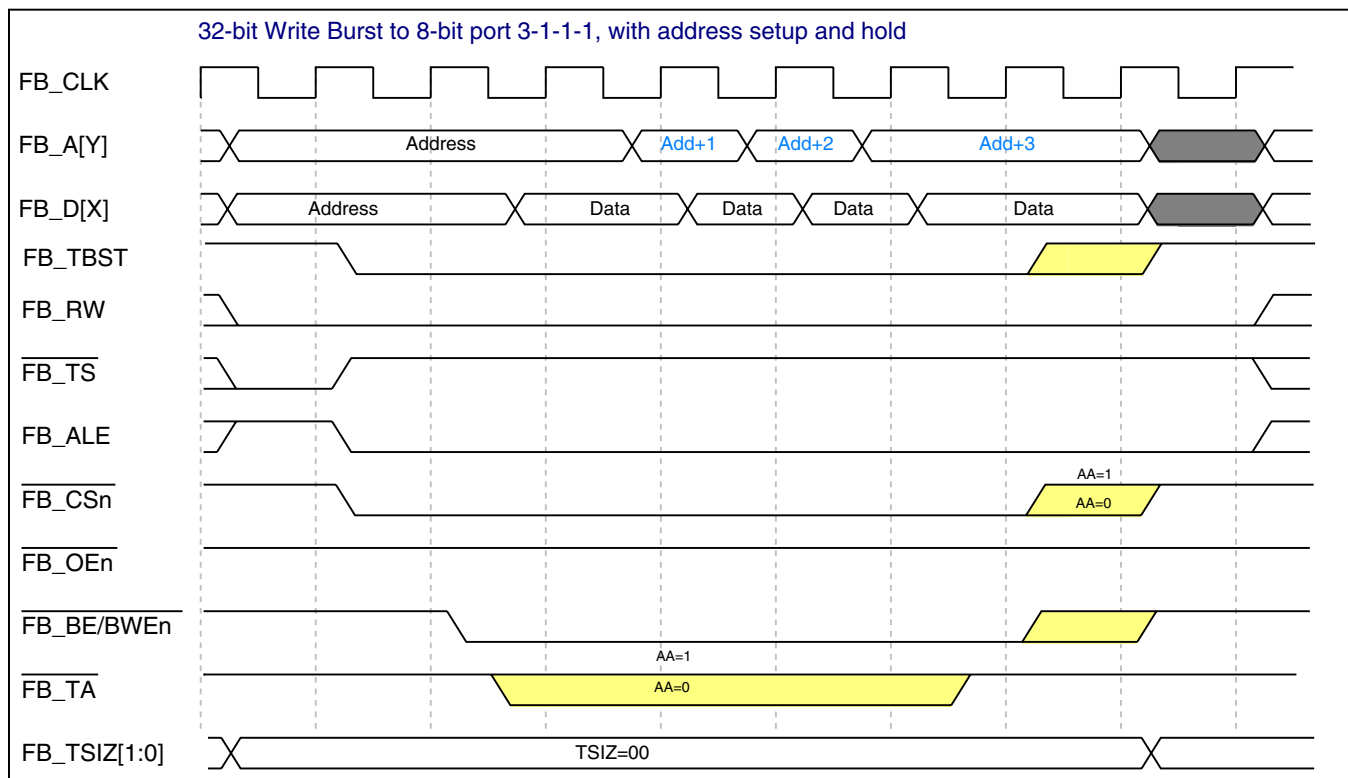 32-bit Write Burst to 8-bit port 3-1-1-1, with address setup and hold
FB_CLK
FB_A[Y] Address Add+1 Add+2 Add+3
FB_D[X] Address Data Data Data Data
FB_TBST
FB_RW
FB_TS
FB_ALE
AA=1
FB_CSn AA=0
FB_OEn
FB_BE/BWEn
AA=1
FB_TA AA=0
FB_TSIZ[1:0] TSIZ=00